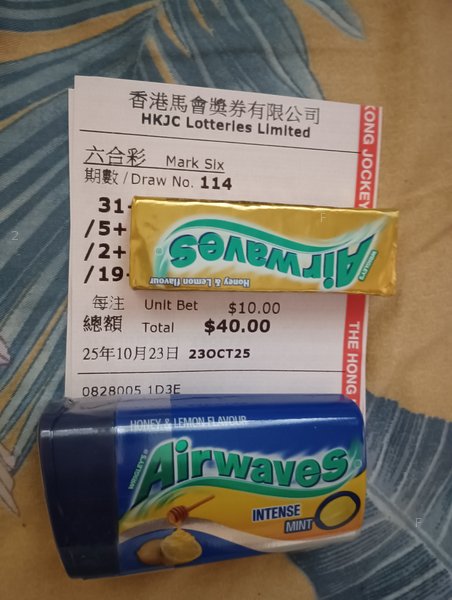 香港馬會獎券有限公司
HKJC Lotteries Limited
六合彩 Mark Six
期數 / Draw No. 114
31+
/5+
/2+
/19+
AIRWAVES
WRIGLEY'S
Honey & Lemon flavour
每注 Unit Bet $10.00
總額 Total $40.00
25年10月23日 23OCT25
0828005 1D3E
KONG JOCKEY
THE HONG
HONEY & LEMON FLAVOUR
WRIGLEY'S
Airwaves
INTENSE
MINT